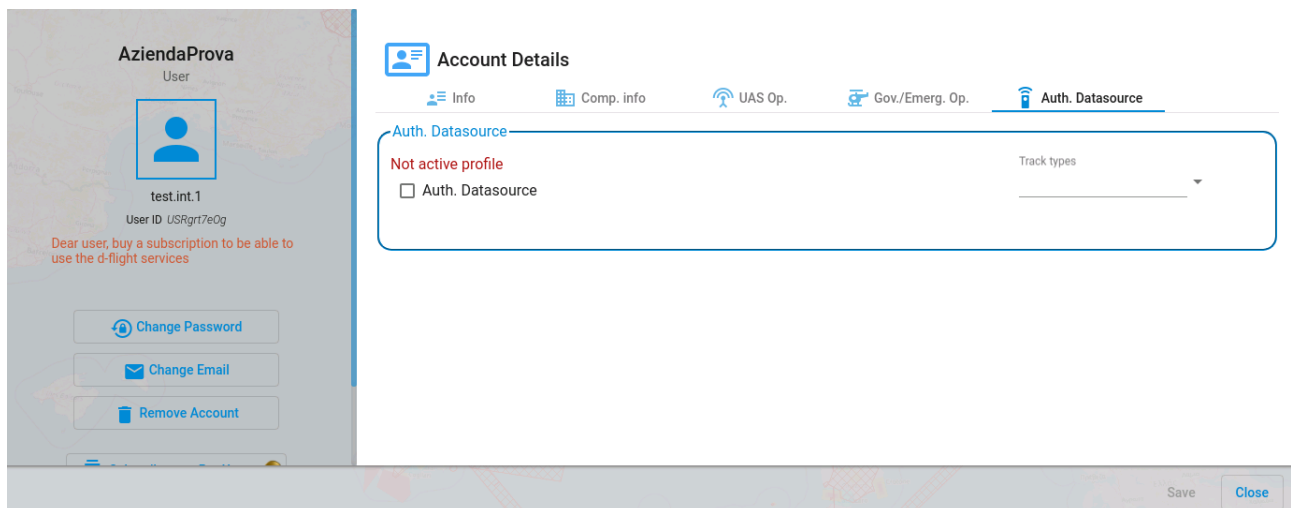 AziendaProva
User
test.int.1
User ID USRgrt7eOg
Dear user, buy a subscription to be able to
use the d-flight services
Change Password
Change Email
Remove Account
Account Details
Info
Comp. info
UAS Op.
Gov./Emerg. Op.
Auth. Datasource
Auth. Datasource
Not active profile
Auth. Datasource
Track types
Save
Close